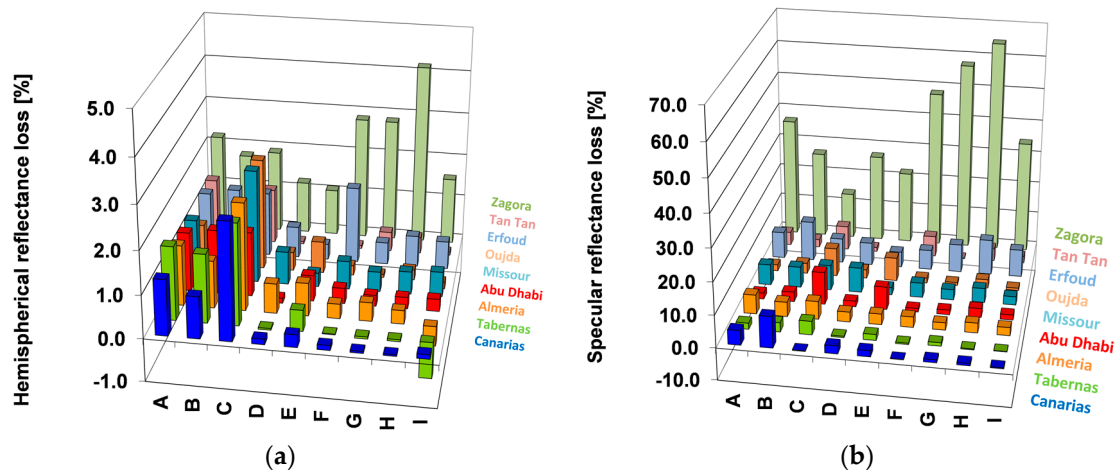 Hemispherical reflectance loss [%]
5.0
4.0
3.0
2.0
1.0
0.0
-1.0
A
B
C
D
E
F
G
H
I
Zagora
Tan Tan
Erfoud
Oujda
Missour
Abu Dhabi
Almeria
Tabernas
Canarias
(a)
Specular reflectance loss [%]
70.0
60.0
50.0
40.0
30.0
20.0
10.0
0.0
-10.0
A
B
C
D
E
F
G
H
I
Zagora
Tan Tan
Erfoud
Oujda
Missour
Abu Dhabi
Almeria
Tabernas
Canarias
(b)